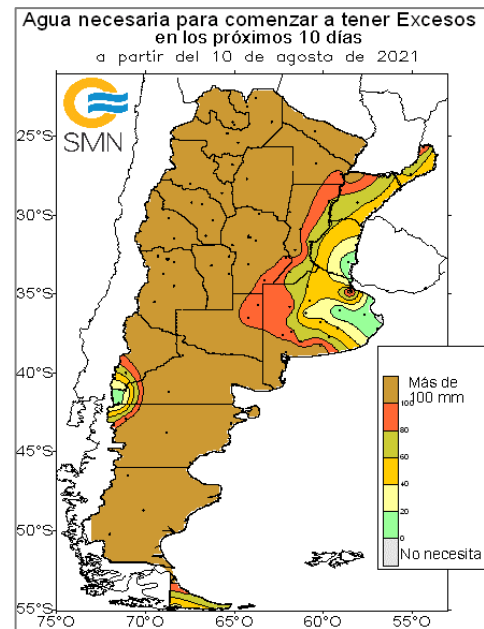 Agua necesaria para comenzar a tener Excesos
en los próximos 10 días
a partir del 10 de agosto de 2021
SMN
25°S
30°S
35°S
40°S
45°S
50°S
55°S
75°O
70°O
65°O
60°O
55°O
Más de
100 mm
100
80
60
40
20
0
No necesita